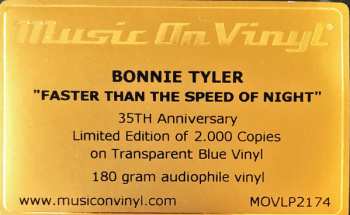 Music On Vinyl®
BONNIE TYLER
"FASTER THAN THE SPEED OF NIGHT"
35TH Anniversary
Limited Edition of 2.000 Copies
on Transparent Blue Vinyl
180 gram audiophile vinyl
www.musiconvinyl.com MOVLP2174